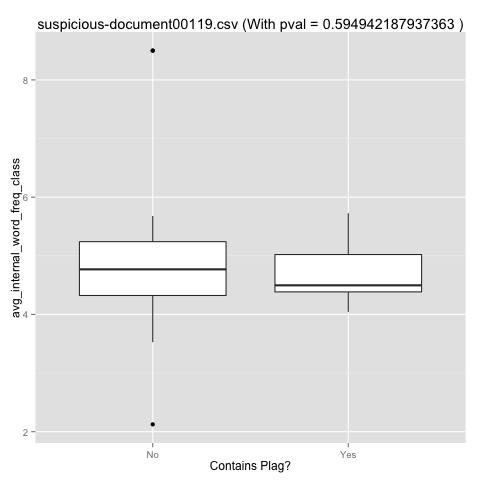 suspicious-document00119.csv (With pval = 0.594942187937363 )
avg_internal_word_freq_class
8
6
4
2
No
Yes
Contains Plag?